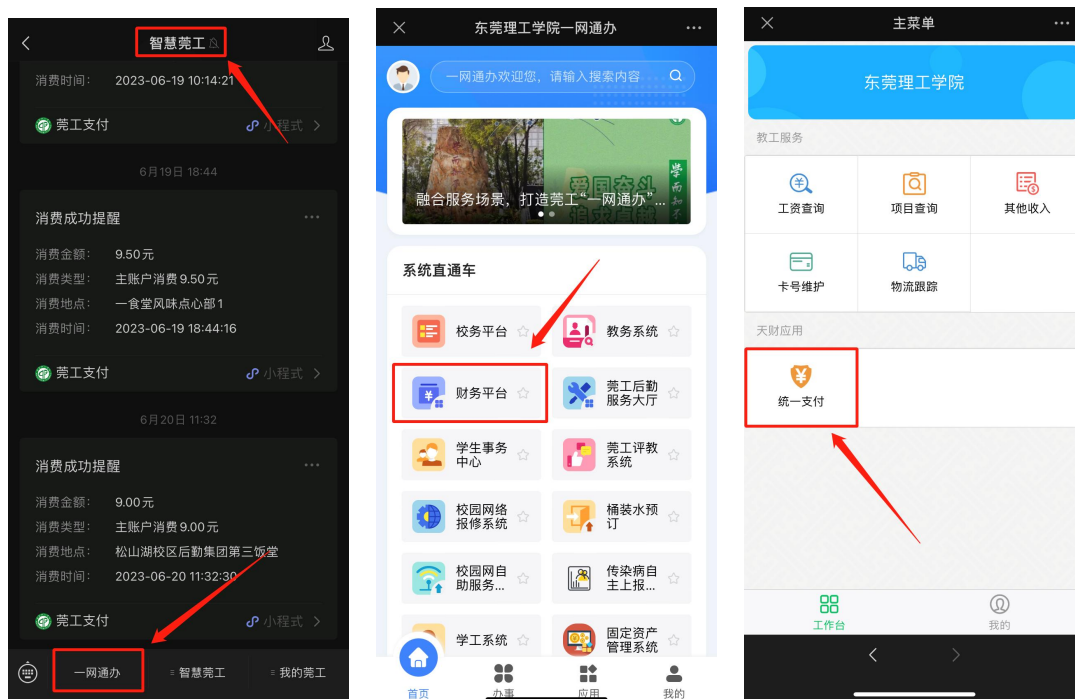 智慧莞工
消费时间： 2023-06-19 10:14:21
莞工支付 小程式
6月19日 18:44
消费成功提醒
消费金额： 9.50元
消费类型： 主账户消费9.50元
消费地点： 一食堂风味点心部1
消费时间： 2023-06-19 18:44:16
莞工支付 小程式
6月20日 11:32
消费成功提醒
消费金额： 9.00元
消费类型： 主账户消费9.00元
消费地点： 松山湖校区后勤集团第三饭堂
消费时间： 2023-06-20 11:32:30
莞工支付 小程式
一网通办 智慧莞工 我的莞工
东莞理工学院一网通办
一网通办欢迎您，请输入搜索内容
学而知不
爱国奋斗
融合服务场景，打造莞工“一网通办”...
系统直通车
校务平台 教务系统
财务平台 莞工后勤
服务大厅
学生事务
中心
莞工评教
系统
校园网络
报修系统
桶装水预
订
校园网自
助服务...
传染病自
主上报...
学工系统 固定资产
管理系统
首页 办事 应用 我的
主菜单
东莞理工学院
教工服务
工资查询 项目查询 其他收入
卡号维护 物流跟踪
天财应用
统一支付
工作台 我的